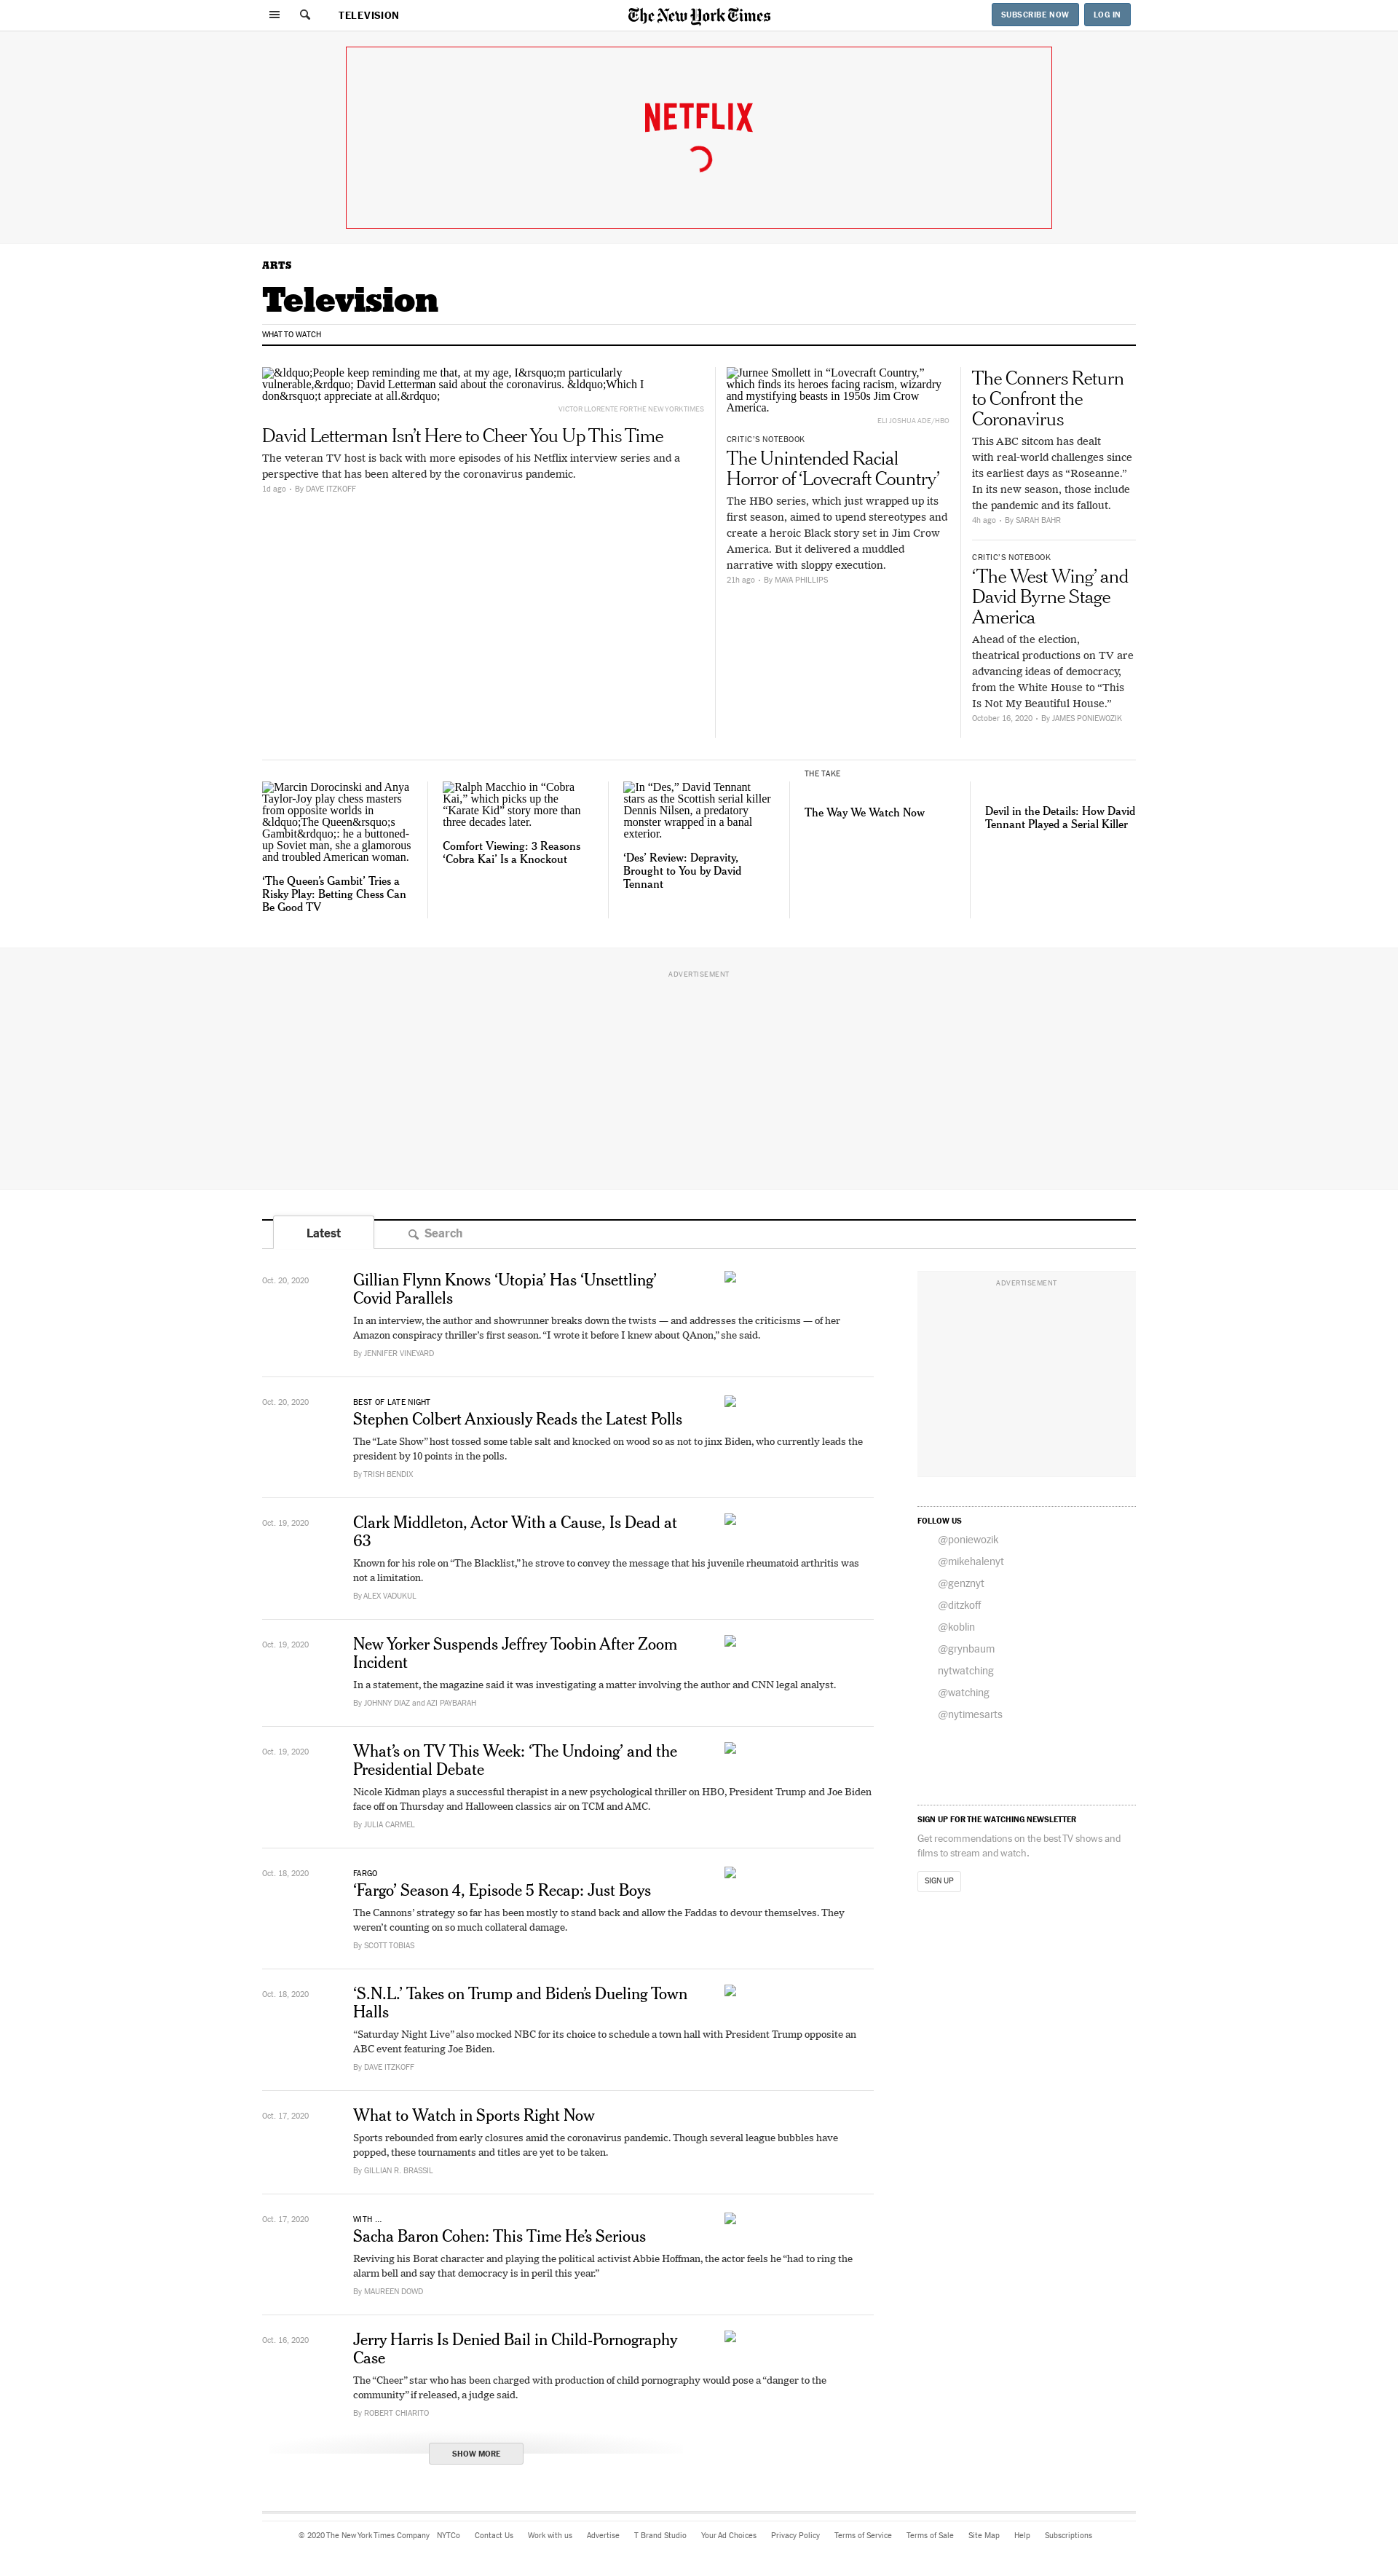 TELEVISION
The New York Times
SUBSCRIBE NOW
LOG IN
NETFLIX
ARTS
Television
WHAT TO WATCH
&ldquo;People keep reminding me that, at my age, I&rsquo;m particularly
vulnerable,&rdquo; David Letterman said about the coronavirus. &ldquo;Which I
don&rsquo;t appreciate at all.&rdquo;
VICTOR LLORENTE FOR THE NEW YORK TIMES
David Letterman Isn’t Here to Cheer You Up This Time
The veteran TV host is back with more episodes of his Netflix interview series and a
perspective that has been altered by the coronavirus pandemic.
1d ago • By DAVE ITZKOFF
Jurnee Smollett in “Lovecraft Country,”
which finds its heroes facing racism, wizardry
and mystifying beasts in 1950s Jim Crow
America.
ELI JOSHUA ADE/HBO
CRITIC’S NOTEBOOK
The Unintended Racial
Horror of ‘Lovecraft Country’
The HBO series, which just wrapped up its
first season, aimed to upend stereotypes and
create a heroic Black story set in Jim Crow
America. But it delivered a muddled
narrative with sloppy execution.
21h ago • By MAYA PHILLIPS
The Conners Return
to Confront the
Coronavirus
This ABC sitcom has dealt
with real-world challenges since
its earliest days as “Roseanne.”
In its new season, those include
the pandemic and its fallout.
4h ago • By SARAH BAHR
CRITIC’S NOTEBOOK
‘The West Wing’ and
David Byrne Stage
America
Ahead of the election,
theatrical productions on TV are
advancing ideas of democracy,
from the White House to “This
Is Not My Beautiful House.”
October 16, 2020 • By JAMES PONIEWOZIK
Marcin Dorocinski and Anya
Taylor-Joy play chess masters
from opposite worlds in
&ldquo;The Queen&rsquo;s
Gambit&rdquo;: he a buttoned-
up Soviet man, she a glamorous
and troubled American woman.
‘The Queen’s Gambit’ Tries a
Risky Play: Betting Chess Can
Be Good TV
Ralph Macchio in “Cobra
Kai,” which picks up the
“Karate Kid” story more than
three decades later.
Comfort Viewing: 3 Reasons
‘Cobra Kai’ Is a Knockout
In “Des,” David Tennant
stars as the Scottish serial killer
Dennis Nilsen, a predatory
monster wrapped in a banal
exterior.
‘Des’ Review: Depravity,
Brought to You by David
Tennant
THE TAKE
The Way We Watch Now
Devil in the Details: How David
Tennant Played a Serial Killer
ADVERTISEMENT
Latest
Search
Oct. 20, 2020
Gillian Flynn Knows ‘Utopia’ Has ‘Unsettling’
Covid Parallels
In an interview, the author and showrunner breaks down the twists — and addresses the criticisms — of her
Amazon conspiracy thriller’s first season. “I wrote it before I knew about QAnon,” she said.
By JENNIFER VINEYARD
Oct. 20, 2020
BEST OF LATE NIGHT
Stephen Colbert Anxiously Reads the Latest Polls
The “Late Show” host tossed some table salt and knocked on wood so as not to jinx Biden, who currently leads the
president by 10 points in the polls.
By TRISH BENDIX
Oct. 19, 2020
Clark Middleton, Actor With a Cause, Is Dead at
63
Known for his role on “The Blacklist,” he strove to convey the message that his juvenile rheumatoid arthritis was
not a limitation.
By ALEX VADUKUL
Oct. 19, 2020
New Yorker Suspends Jeffrey Toobin After Zoom
Incident
In a statement, the magazine said it was investigating a matter involving the author and CNN legal analyst.
By JOHNNY DIAZ and AZI PAYBARAH
Oct. 19, 2020
What’s on TV This Week: ‘The Undoing’ and the
Presidential Debate
Nicole Kidman plays a successful therapist in a new psychological thriller on HBO, President Trump and Joe Biden
face off on Thursday and Halloween classics air on TCM and AMC.
By JULIA CARMEL
Oct. 18, 2020
FARGO
‘Fargo’ Season 4, Episode 5 Recap: Just Boys
The Cannons’ strategy so far has been mostly to stand back and allow the Faddas to devour themselves. They
weren’t counting on so much collateral damage.
By SCOTT TOBIAS
Oct. 18, 2020
‘S.N.L.’ Takes on Trump and Biden’s Dueling Town
Halls
“Saturday Night Live” also mocked NBC for its choice to schedule a town hall with President Trump opposite an
ABC event featuring Joe Biden.
By DAVE ITZKOFF
Oct. 17, 2020
What to Watch in Sports Right Now
Sports rebounded from early closures amid the coronavirus pandemic. Though several league bubbles have
popped, these tournaments and titles are yet to be taken.
By GILLIAN R. BRASSIL
Oct. 17, 2020
WITH ...
Sacha Baron Cohen: This Time He’s Serious
Reviving his Borat character and playing the political activist Abbie Hoffman, the actor feels he “had to ring the
alarm bell and say that democracy is in peril this year.”
By MAUREEN DOWD
Oct. 16, 2020
Jerry Harris Is Denied Bail in Child-Pornography
Case
The “Cheer” star who has been charged with production of child pornography would pose a “danger to the
community” if released, a judge said.
By ROBERT CHIARITO
SHOW MORE
ADVERTISEMENT
FOLLOW US
@poniewozik
@mikehalenyt
@genznyt
@ditzkoff
@koblin
@grynbaum
nytwatching
@watching
@nytimesarts
SIGN UP FOR THE WATCHING NEWSLETTER
Get recommendations on the best TV shows and
films to stream and watch.
SIGN UP
© 2020 The New York Times Company NYTCo Contact Us Work with us Advertise T Brand Studio Your Ad Choices Privacy Policy Terms of Service Terms of Sale Site Map Help Subscriptions